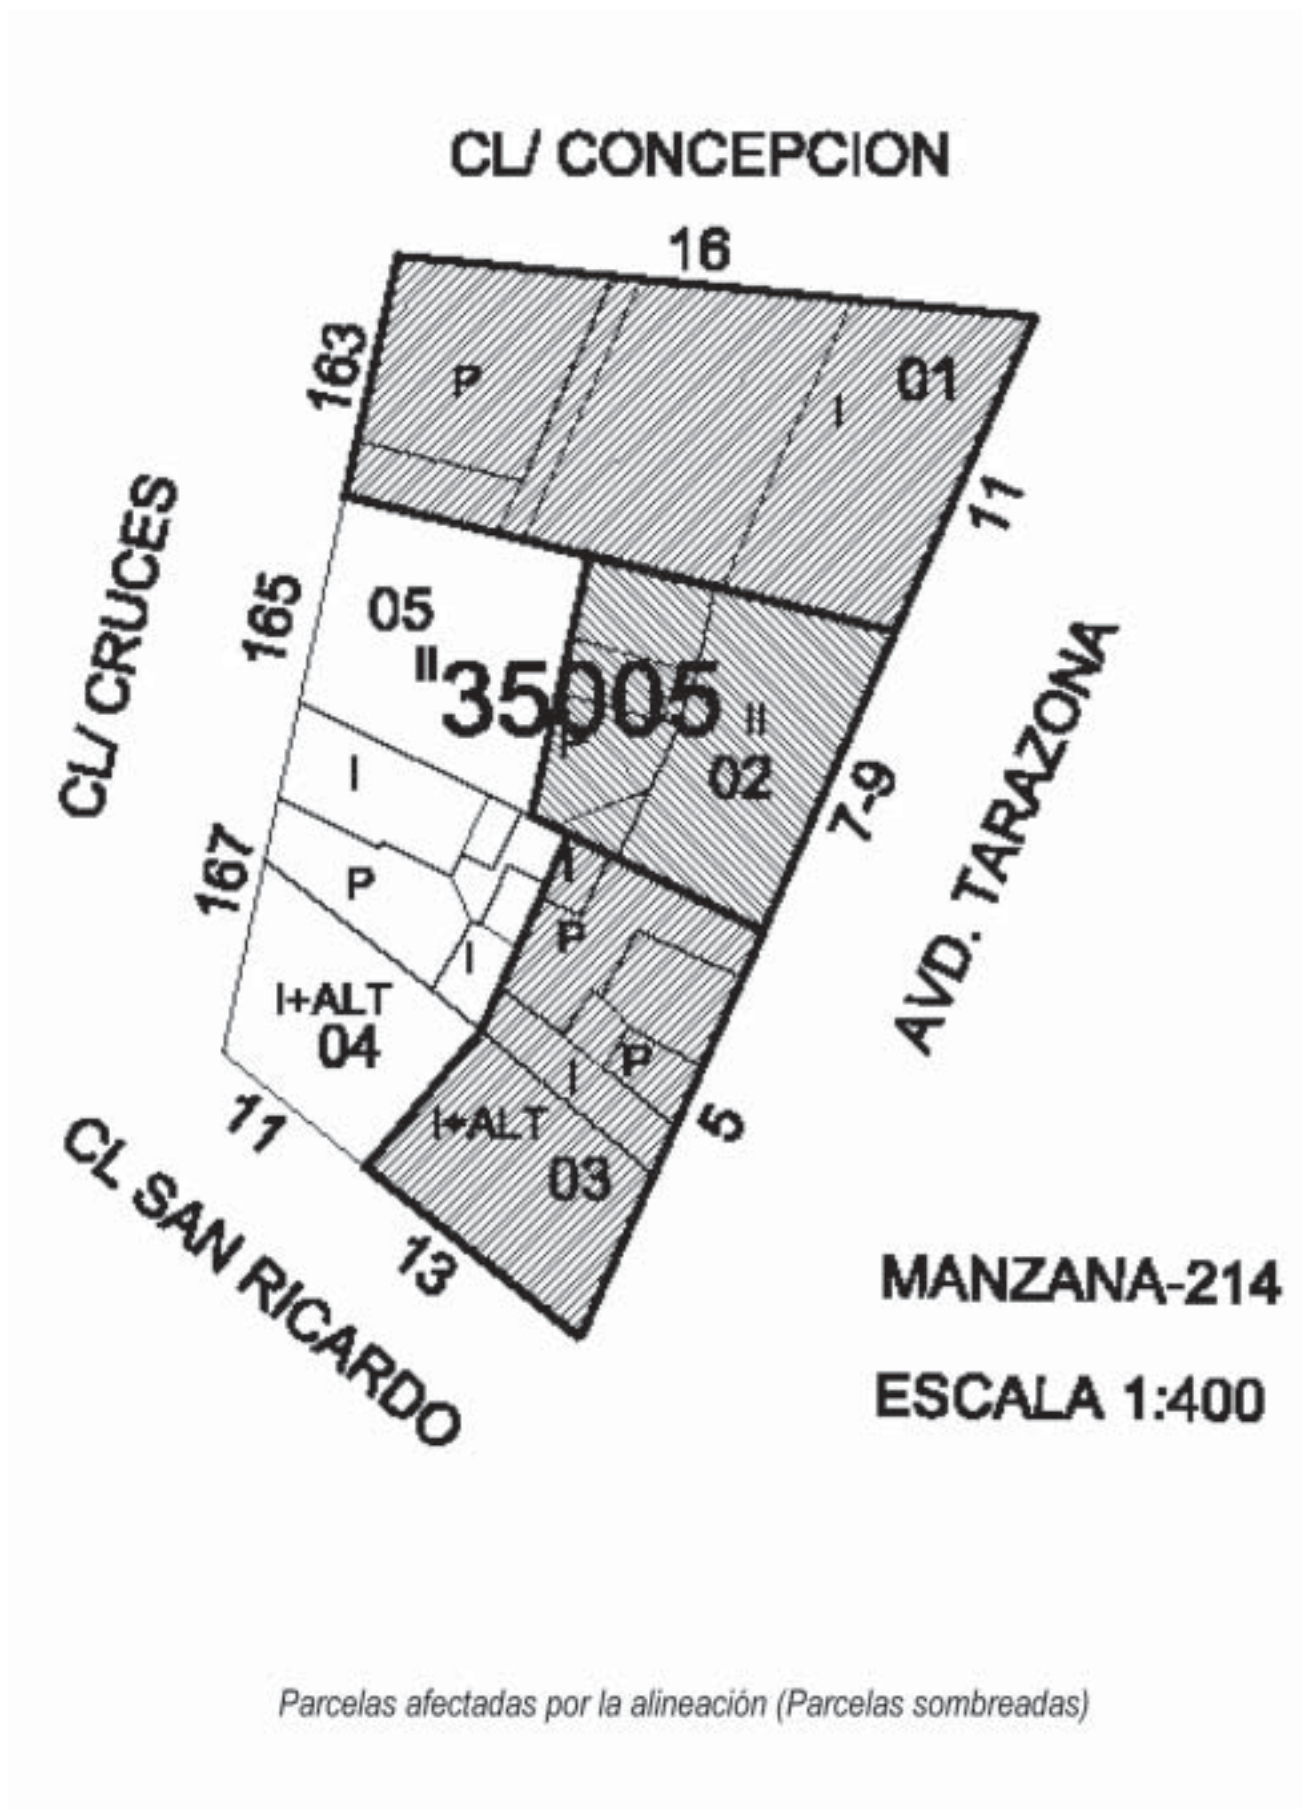 CL/ CONCEPCION
16
163
P
01
I
11
CL/ CRUCES
165
05
II
35005
II
P
02
7-9
AVD. TARAZONA
I
167
P
I
P
I
I+ALT
04
P
I
5
11
I+ALT
03
CL SAN RICARDO
13
MANZANA-214
ESCALA 1:400
Parcelas afectadas por la alineación (Parcelas sombreadas)